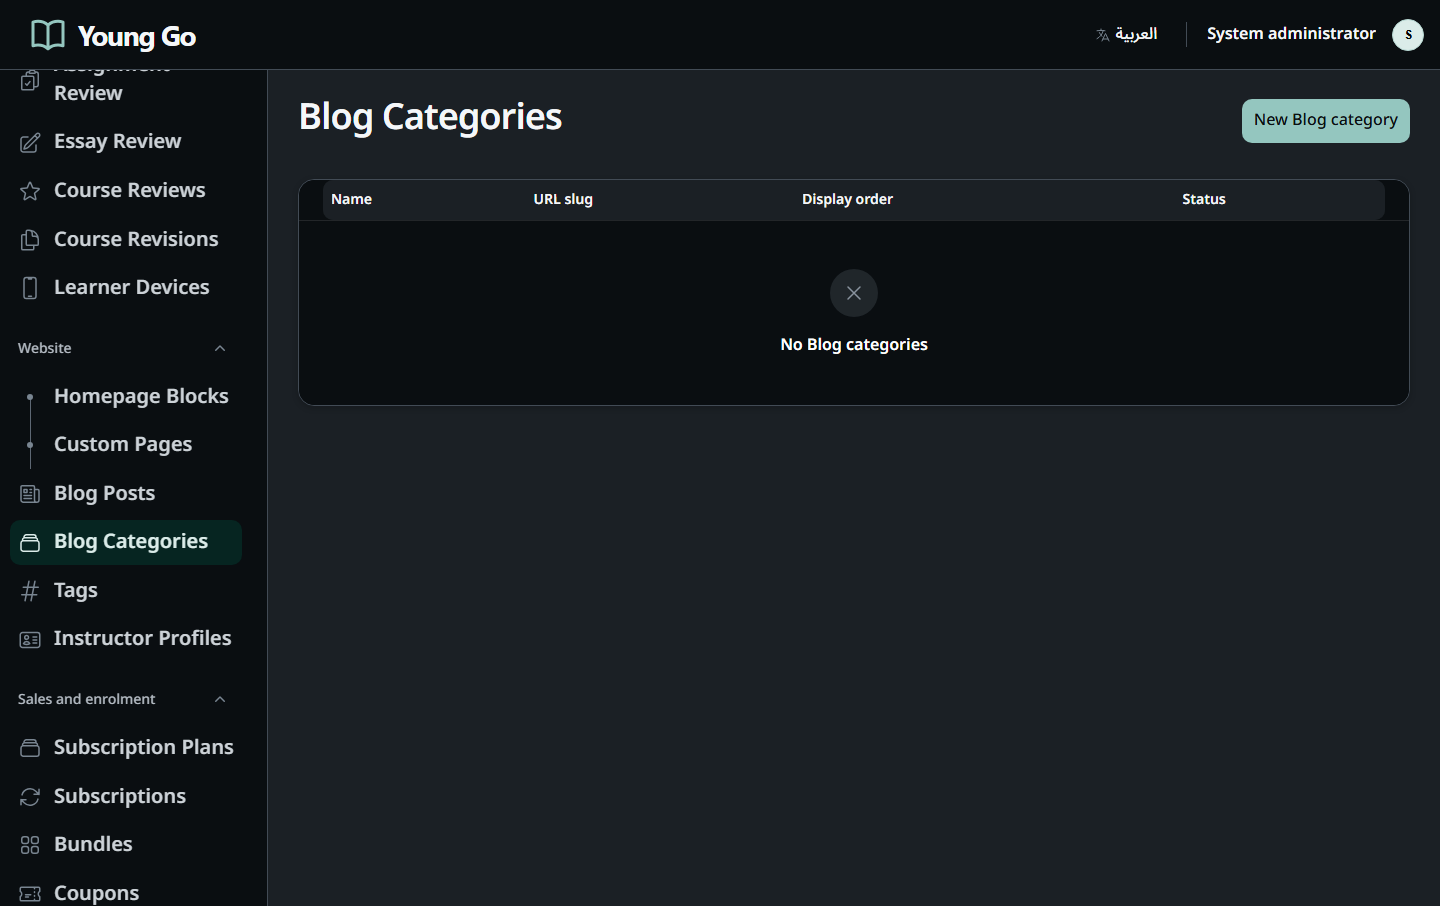 Young Go
العربية
System administrator
S
Assignment
Review
Essay Review
Course Reviews
Course Revisions
Learner Devices
Website
Homepage Blocks
Custom Pages
Blog Posts
Blog Categories
Tags
Instructor Profiles
Sales and enrolment
Subscription Plans
Subscriptions
Bundles
Coupons
Blog Categories
New Blog category
Name
URL slug
Display order
Status
No Blog categories